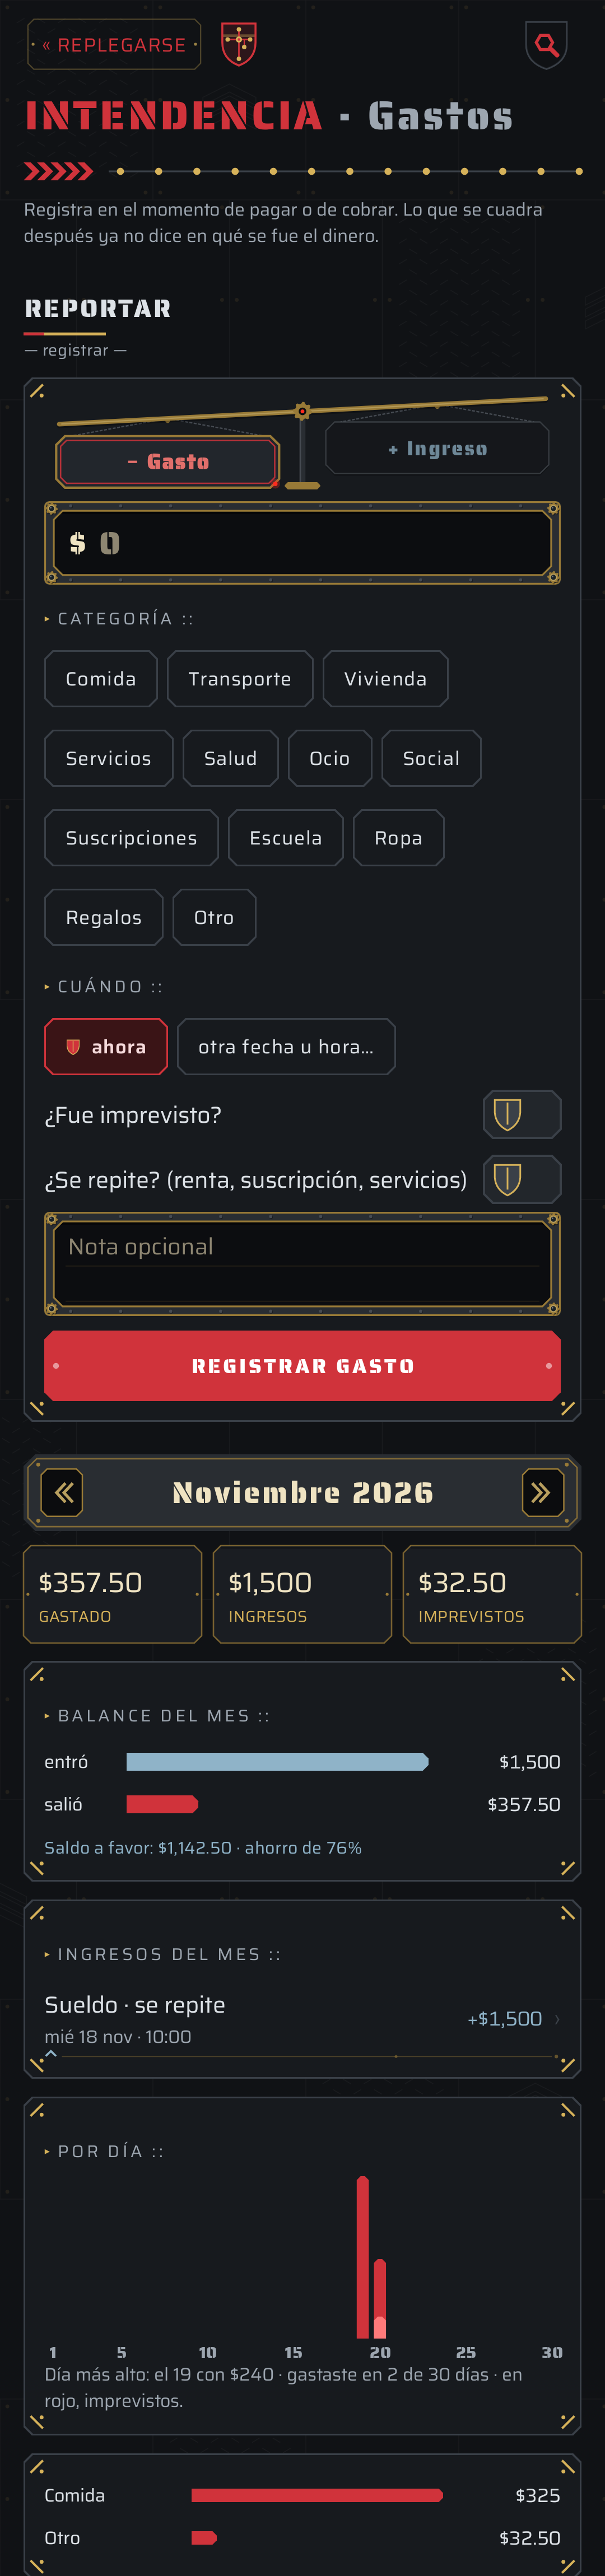 « REPLEGARSE
INTENDENCIA · Gastos
Registra en el momento de pagar o de cobrar. Lo que se cuadra
después ya no dice en qué se fue el dinero.
REPORTAR
— registrar —
− Gasto
+ Ingreso
$ 0
▸ CATEGORÍA ::
Comida Transporte Vivienda
Servicios Salud Ocio Social
Suscripciones Escuela Ropa
Regalos Otro
▸ CUÁNDO ::
ahora otra fecha u hora...
¿Fue imprevisto?
¿Se repite? (renta, suscripción, servicios)
Nota opcional
REGISTRAR GASTO
« Noviembre 2026 »
$357.50 $1,500 $32.50
GASTADO INGRESOS IMPREVISTOS
▸ BALANCE DEL MES ::
entró $1,500
salió $357.50
Saldo a favor: $1,142.50 · ahorro de 76%
▸ INGRESOS DEL MES ::
Sueldo · se repite
+$1,500 ›
mié 18 nov · 10:00
▸ POR DÍA ::
1 5 10 15 20 25 30
Día más alto: el 19 con $240 · gastaste en 2 de 30 días · en
rojo, imprevistos.
Comida $325
Otro $32.50